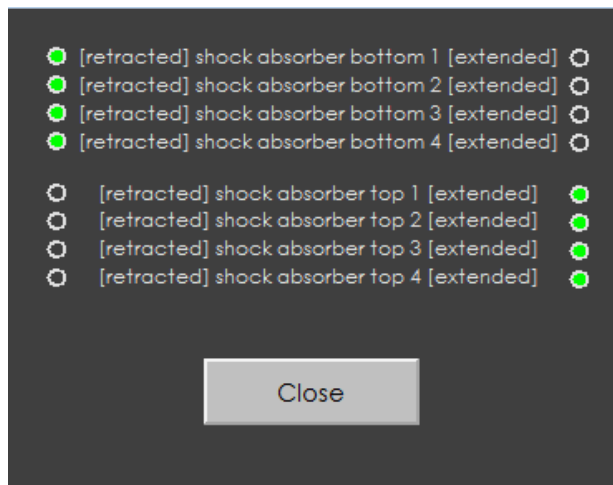 [retracted] shock absorber bottom 1 [extended]
[retracted] shock absorber bottom 2 [extended]
[retracted] shock absorber bottom 3 [extended]
[retracted] shock absorber bottom 4 [extended]
[retracted] shock absorber top 1 [extended]
[retracted] shock absorber top 2 [extended]
[retracted] shock absorber top 3 [extended]
[retracted] shock absorber top 4 [extended]
Close